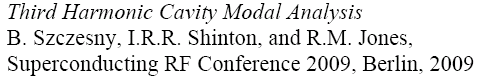 Third Harmonic Cavity Modal Analysis
B. Szczesny, I.R.R. Shinton, and R.M. Jones,
Superconducting RF Conference 2009, Berlin, 2009